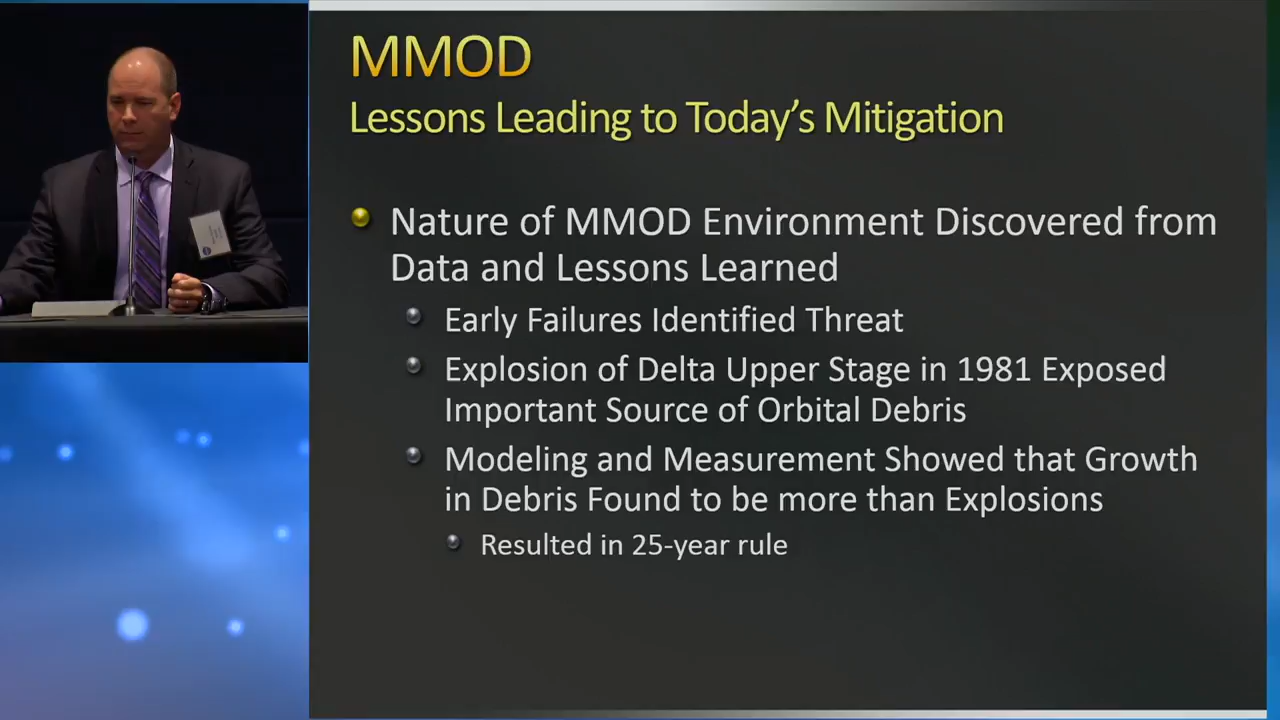 MMOD
Lessons Leading to Today's Mitigation
Nature of MMOD Environment Discovered from
Data and Lessons Learned
Early Failures Identified Threat
Explosion of Delta Upper Stage in 1981 Exposed
Important Source of Orbital Debris
Modeling and Measurement Showed that Growth
in Debris Found to be more than Explosions
Resulted in 25-year rule